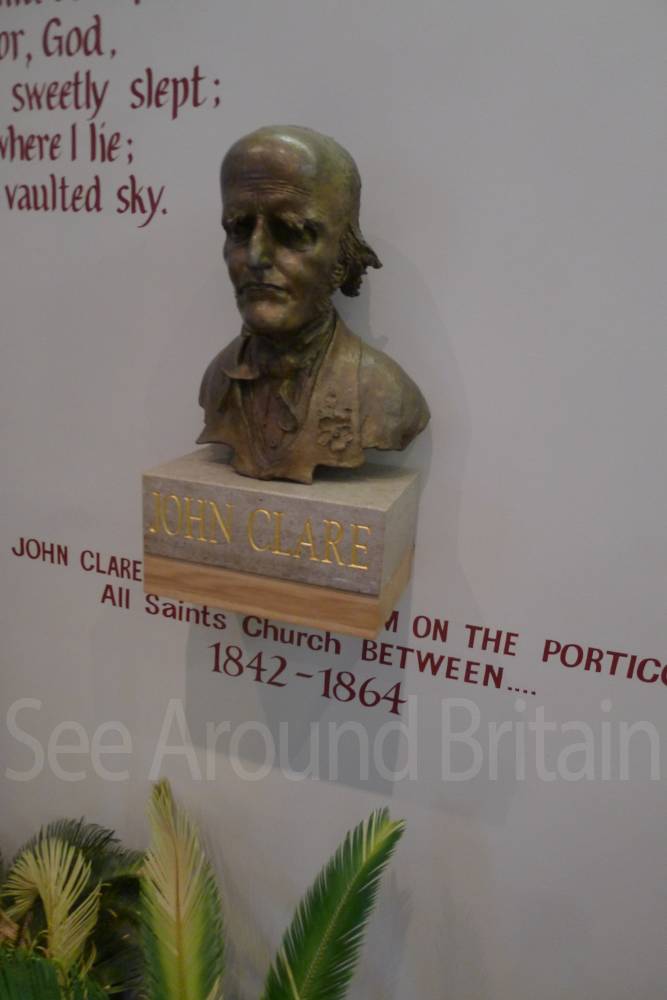 or, God,
sweetly slept;
where I lie;
vaulted sky.
JOHN CLARE
JOHN CLARE ON THE PORTICO
All Saints Church BETWEEN....
1842-1864
See Around Britain